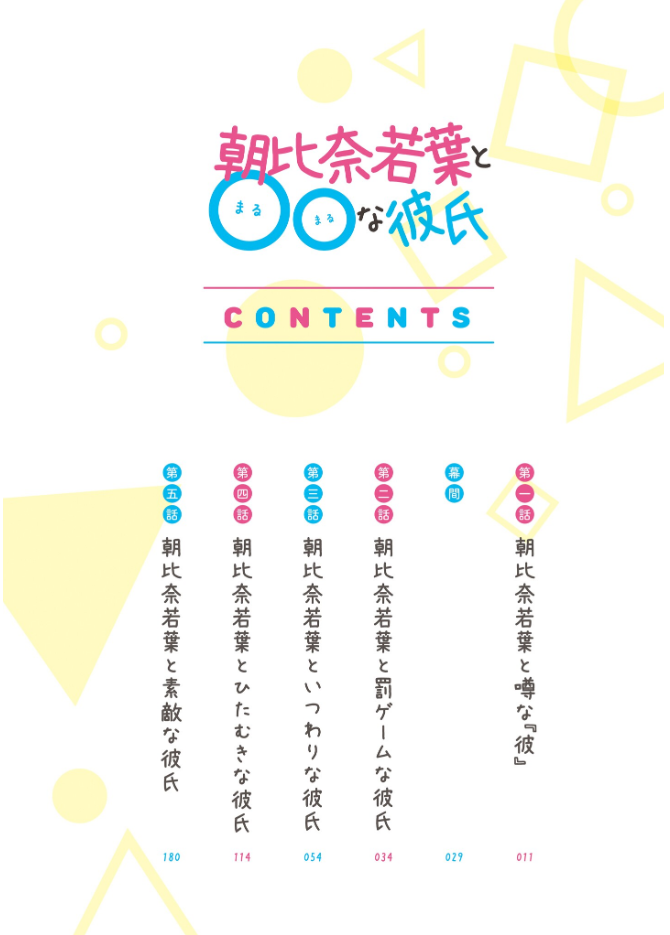 朝比奈若葉と
○○な彼氏
まる
まる
CONTENTS
第一話 朝比奈若葉と噂な『彼』 011
幕間 029
第二話 朝比奈若葉と罰ゲームな彼氏 034
第三話 朝比奈若葉といつわりな彼氏 054
第四話 朝比奈若葉とひたむきな彼氏 114
第五話 朝比奈若葉と素敵な彼氏 180